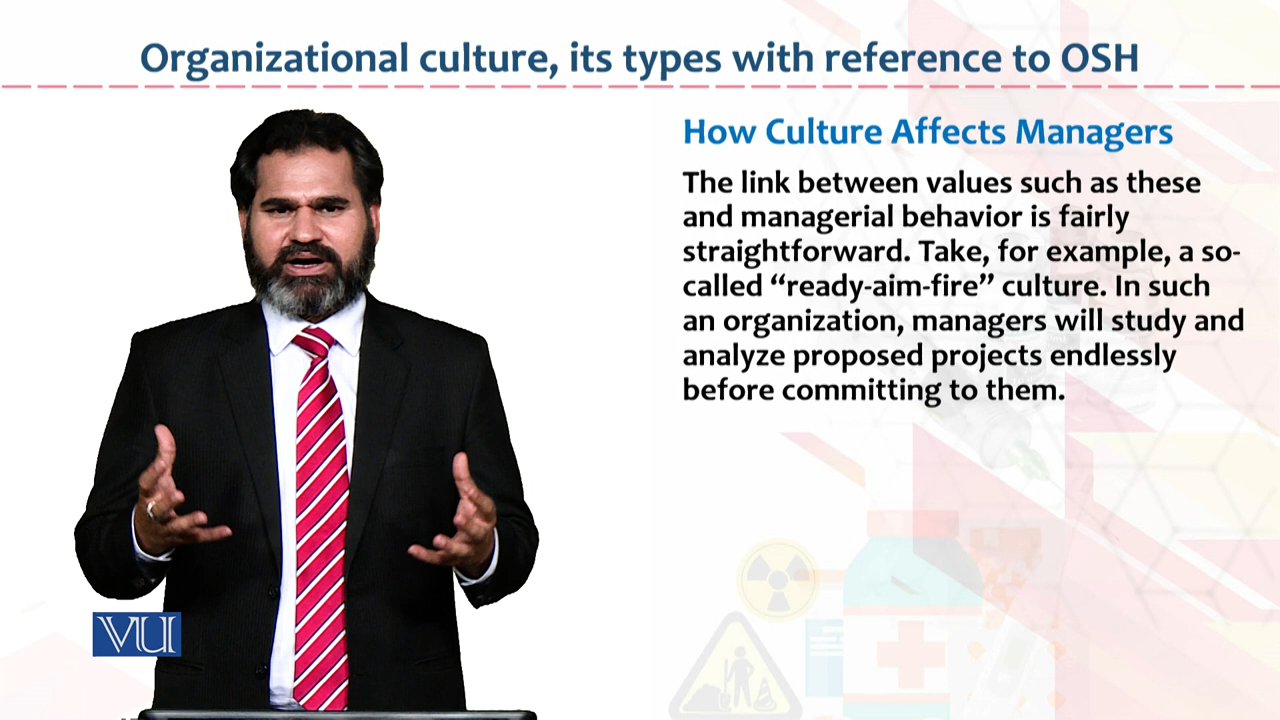 Organizational culture, its types with reference to OSH
How Culture Affects Managers
The link between values such as these
and managerial behavior is fairly
straightforward. Take, for example, a so-
called “ready-aim-fire” culture. In such
an organization, managers will study and
analyze proposed projects endlessly
before committing to them.
VU